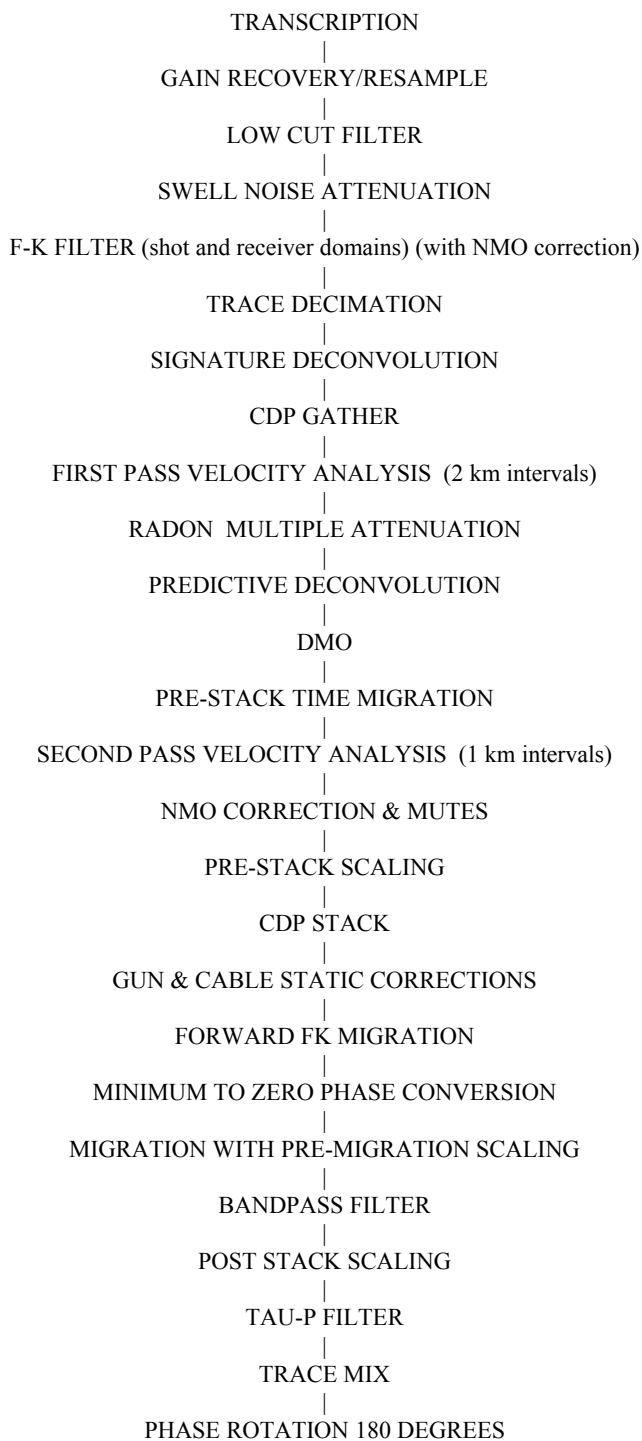 TRANSCRIPTION
GAIN RECOVERY/RESAMPLE
LOW CUT FILTER
SWELL NOISE ATTENUATION
F-K FILTER (shot and receiver domains) (with NMO correction)
TRACE DECIMATION
SIGNATURE DECONVOLUTION
CDP GATHER
FIRST PASS VELOCITY ANALYSIS (2 km intervals)
RADON MULTIPLE ATTENUATION
PREDICTIVE DECONVOLUTION
DMO
PRE-STACK TIME MIGRATION
SECOND PASS VELOCITY ANALYSIS (1 km intervals)
NMO CORRECTION & MUTES
PRE-STACK SCALING
CDP STACK
GUN & CABLE STATIC CORRECTIONS
FORWARD FK MIGRATION
MINIMUM TO ZERO PHASE CONVERSION
MIGRATION WITH PRE-MIGRATION SCALING
BANDPASS FILTER
POST STACK SCALING
TAU-P FILTER
TRACE MIX
PHASE ROTATION 180 DEGREES